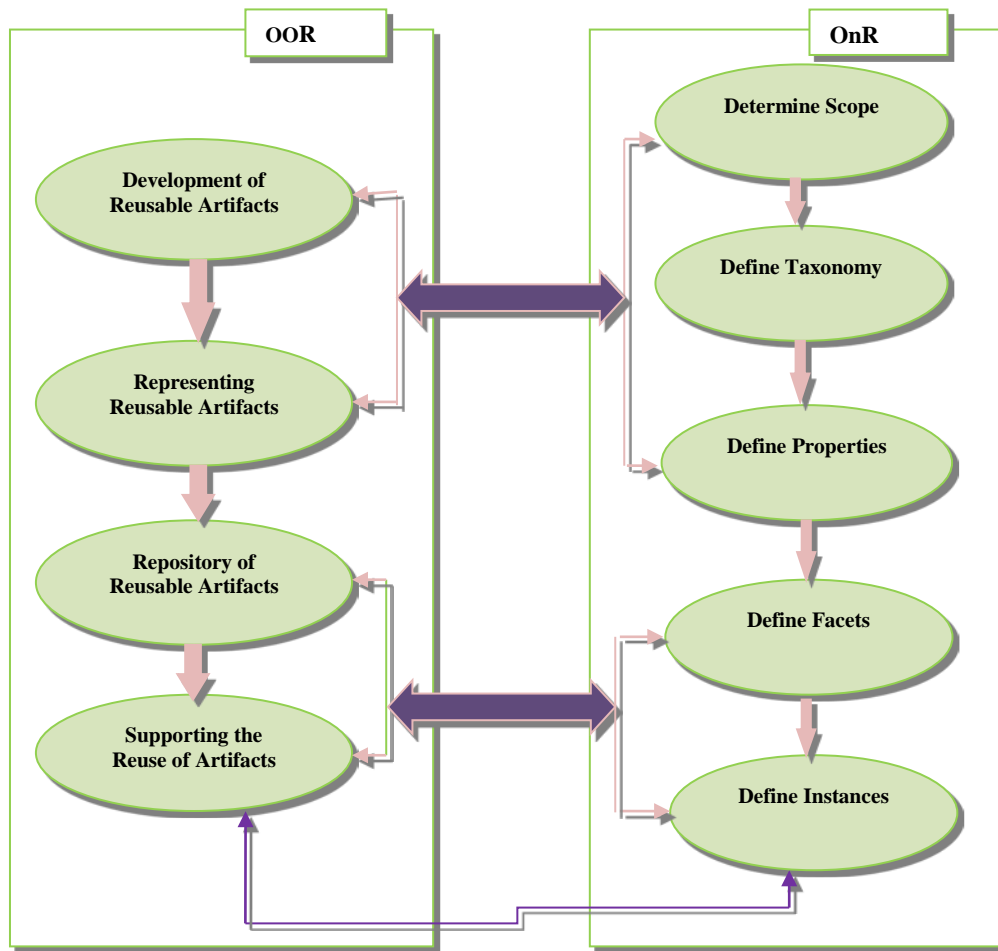 OOR
Development of
Reusable Artifacts
Representing
Reusable Artifacts
Repository of
Reusable Artifacts
Supporting the
Reuse of Artifacts
OnR
Determine Scope
Define Taxonomy
Define Properties
Define Facets
Define Instances